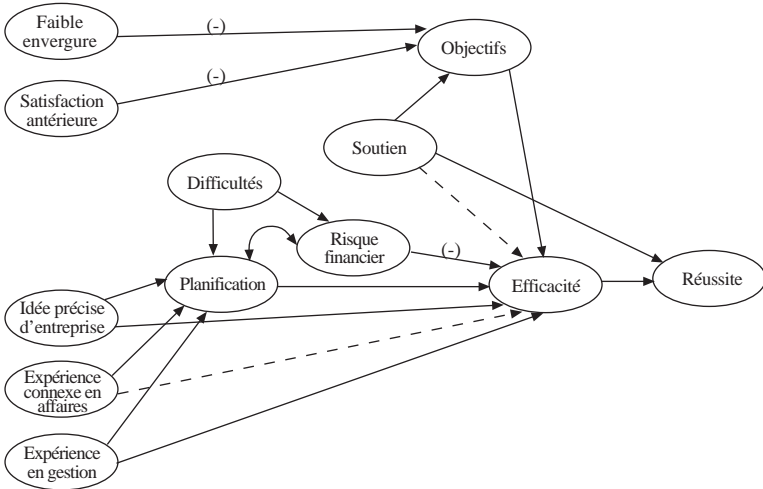 Faible
envergure
(-)
Objectifs
(-)
Satisfaction
antérieure
Soutien
Difficultés
Risque
financier
(-)
Planification
Efficacité
Réussite
Idée précise
d'entreprise
Expérience
connexe en
affaires
Expérience
en gestion